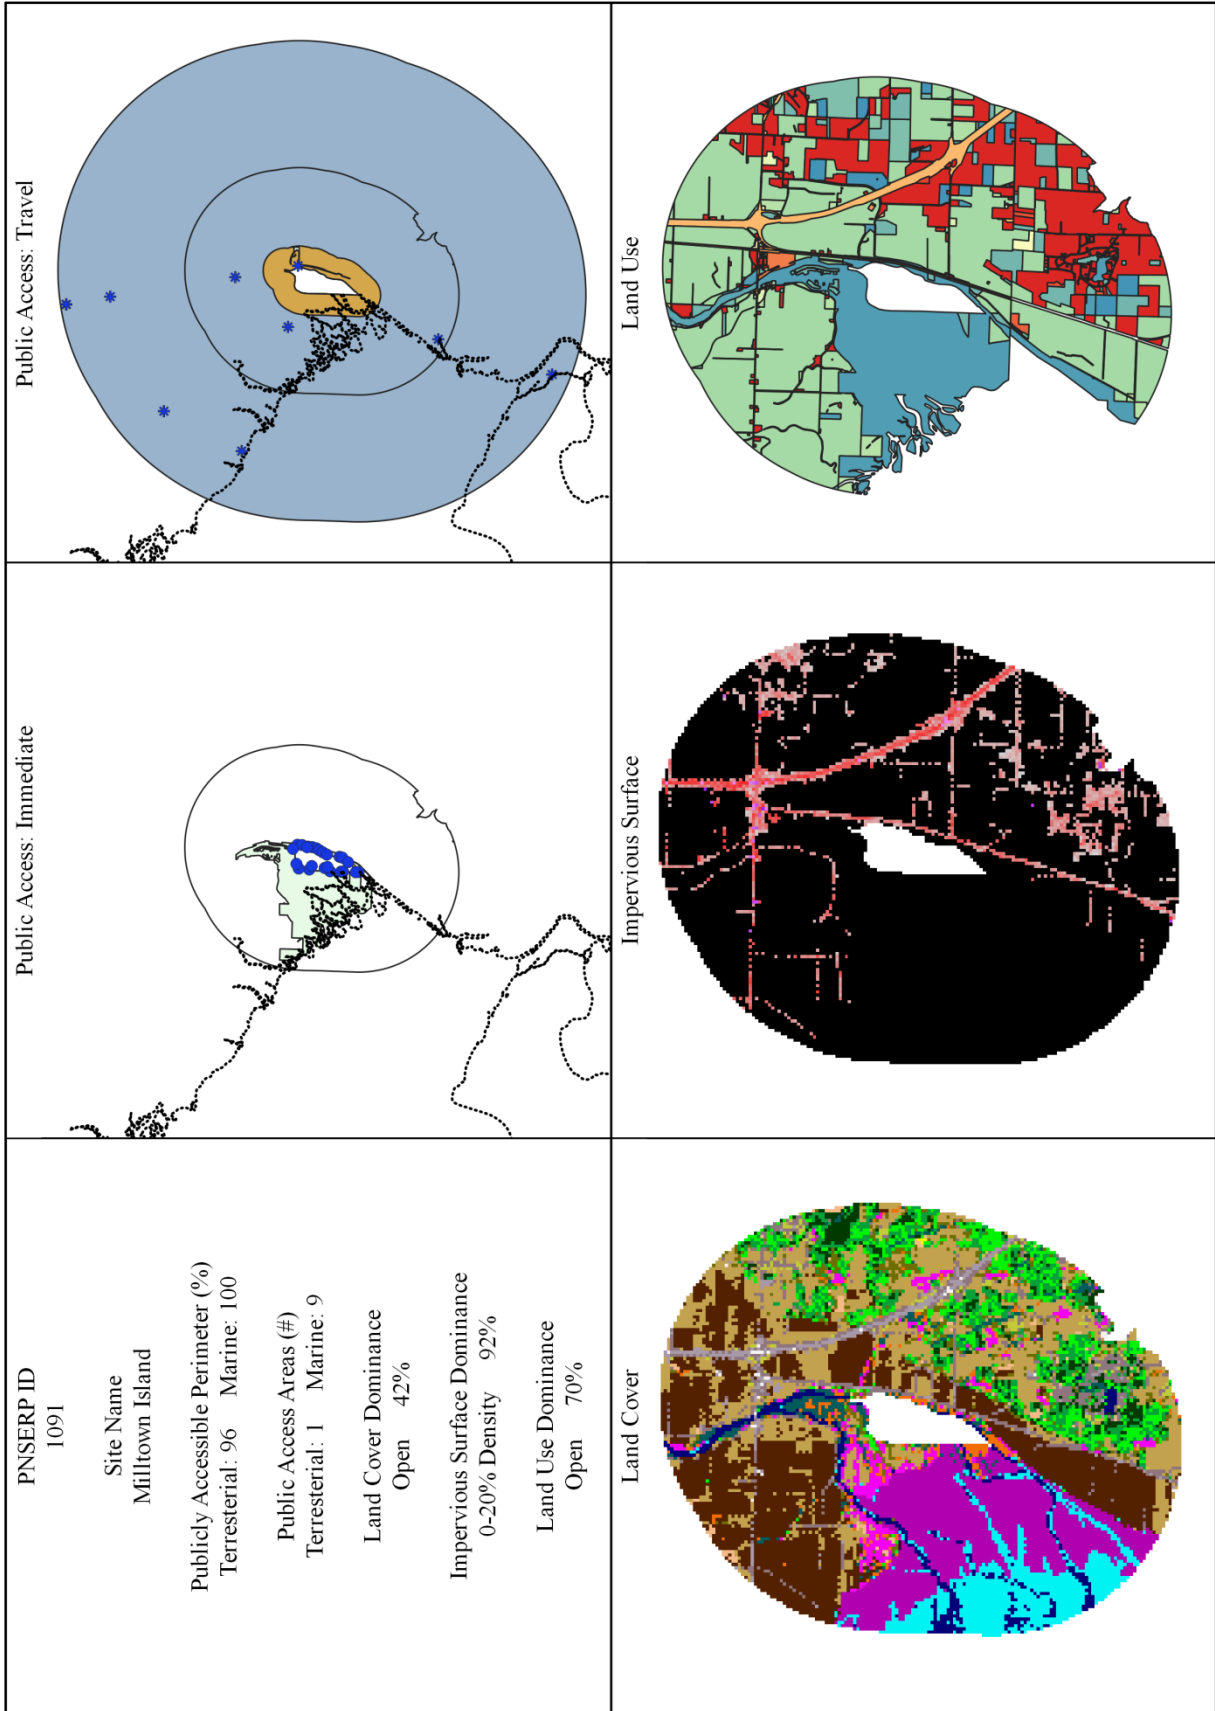 PNSERP ID
1091
Site Name
Milltown Island
Publicly Accessible Perimeter (%)
Terresterial: 96 Marine: 100
Public Access Areas (#)
Terresterial: 1 Marine: 9
Land Cover Dominance
Open 42%
Impervious Surface Dominance
0-20% Density 92%
Land Use Dominance
Open 70%
Public Access: Immediate
Public Access: Travel
Land Cover
Impervious Surface
Land Use